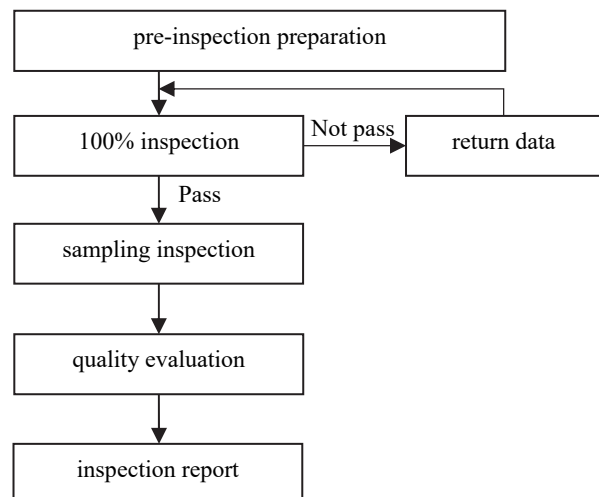 pre-inspection preparation
100% inspection
Not pass
return data
Pass
sampling inspection
quality evaluation
inspection report